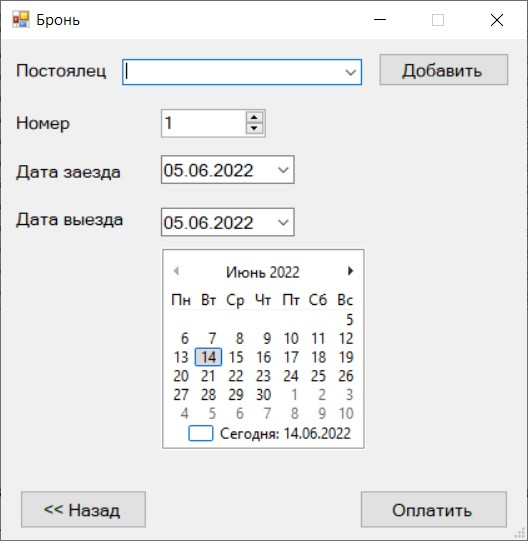 Бронь
Постоялец Добавить
Номер 1
Дата заезда 05.06.2022
Дата выезда 05.06.2022
Июнь 2022
Пн Вт Ср Чт Пт Сб Вс
5
6 7 8 9 10 11 12
13 14 15 16 17 18 19
20 21 22 23 24 25 26
27 28 29 30 1 2 3
4 5 6 7 8 9 10
Сегодня: 14.06.2022
<< Назад Оплатить